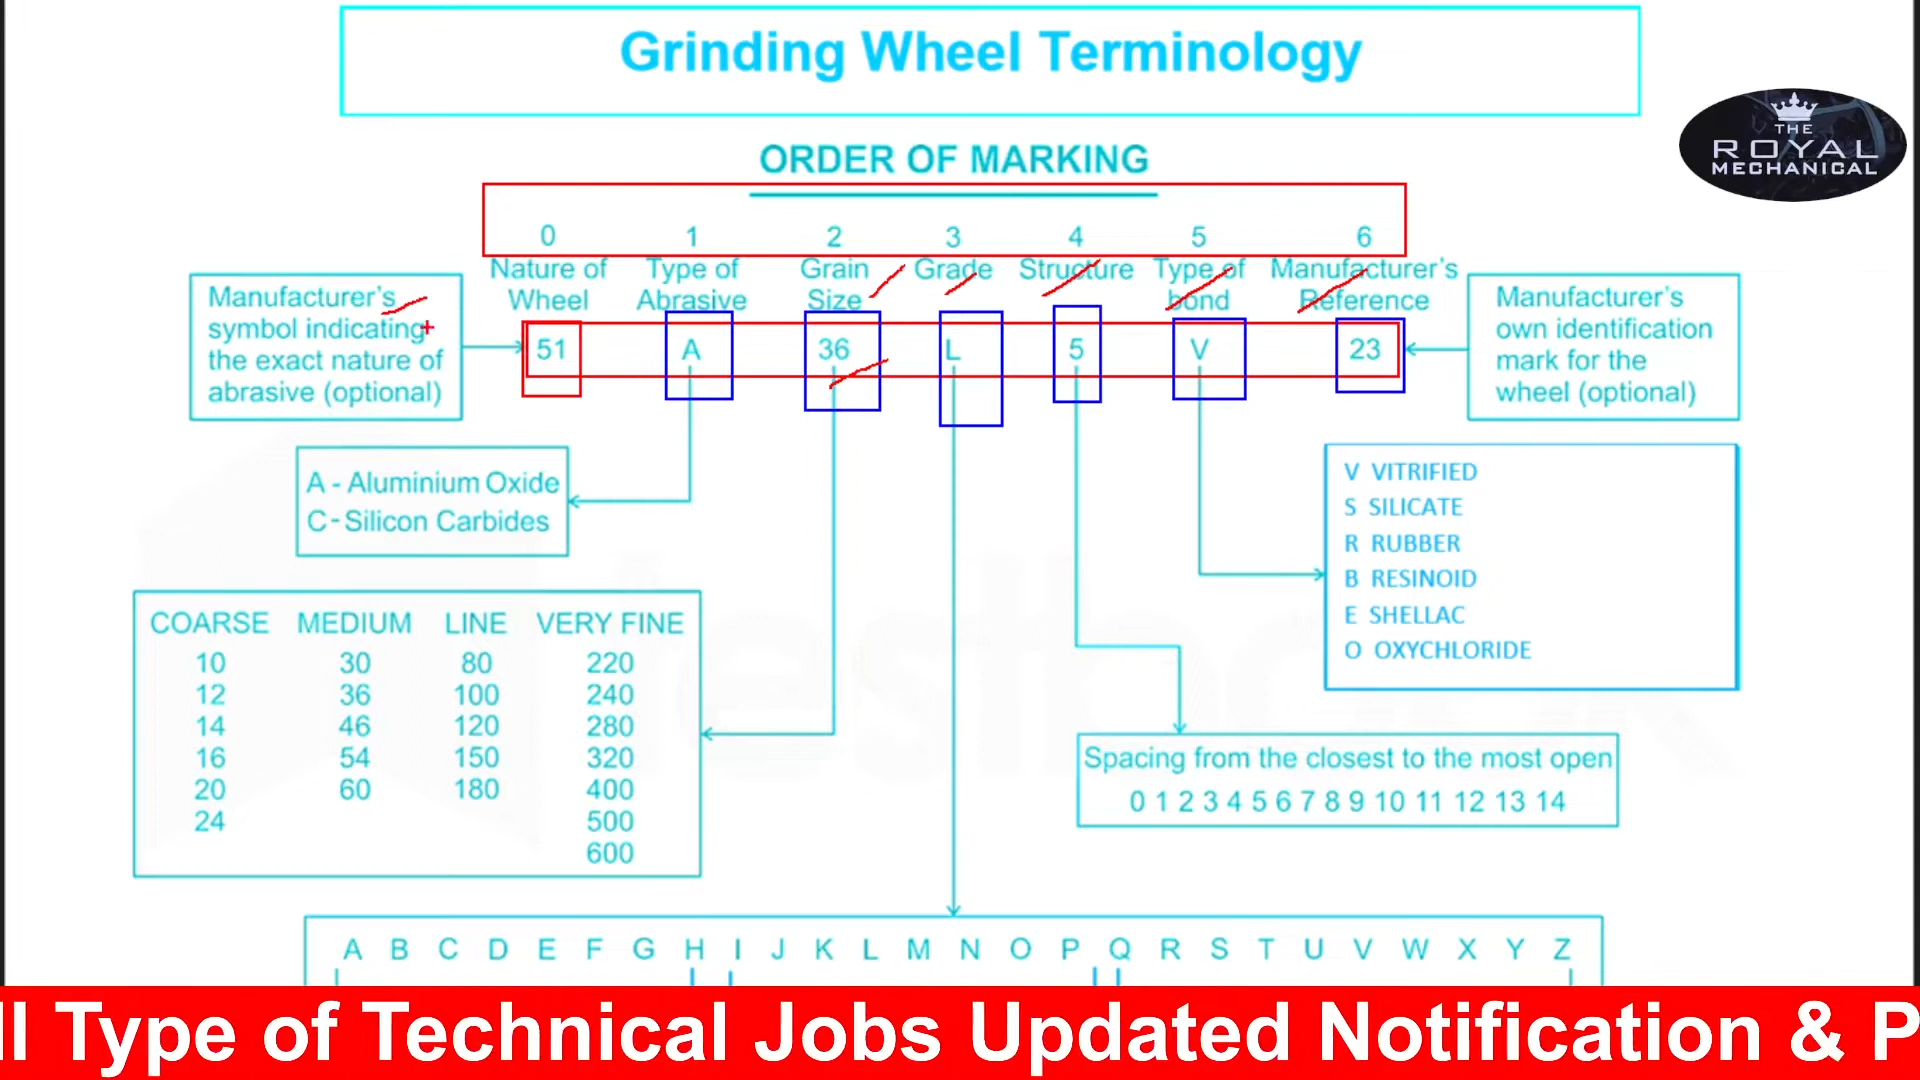 Grinding Wheel Terminology
THE
ROYAL
MECHANICAL
ORDER OF MARKING
0 1 2 3 4 5 6
Nature of Wheel
Type of Abrasive
Grain Size
Grade
Structure
Type of bond
Manufacturer's Reference
Manufacturer's
symbol indicating
the exact nature of
abrasive (optional)
51 A 36 L 5 V 23
Manufacturer's
own identification
mark for the
wheel (optional)
A - Aluminium Oxide
C - Silicon Carbides
V VITRIFIED
S SILICATE
R RUBBER
B RESINOID
E SHELLAC
O OXYCHLORIDE
COARSE MEDIUM LINE VERY FINE
10 30 80 220
12 36 100 240
14 46 120 280
16 54 150 320
20 60 180 400
24 500
600
Spacing from the closest to the most open
0 1 2 3 4 5 6 7 8 9 10 11 12 13 14
A B C D E F G H I J K L M N O P Q R S T U V W X Y Z
ll Type of Technical Jobs Updated Notification & P